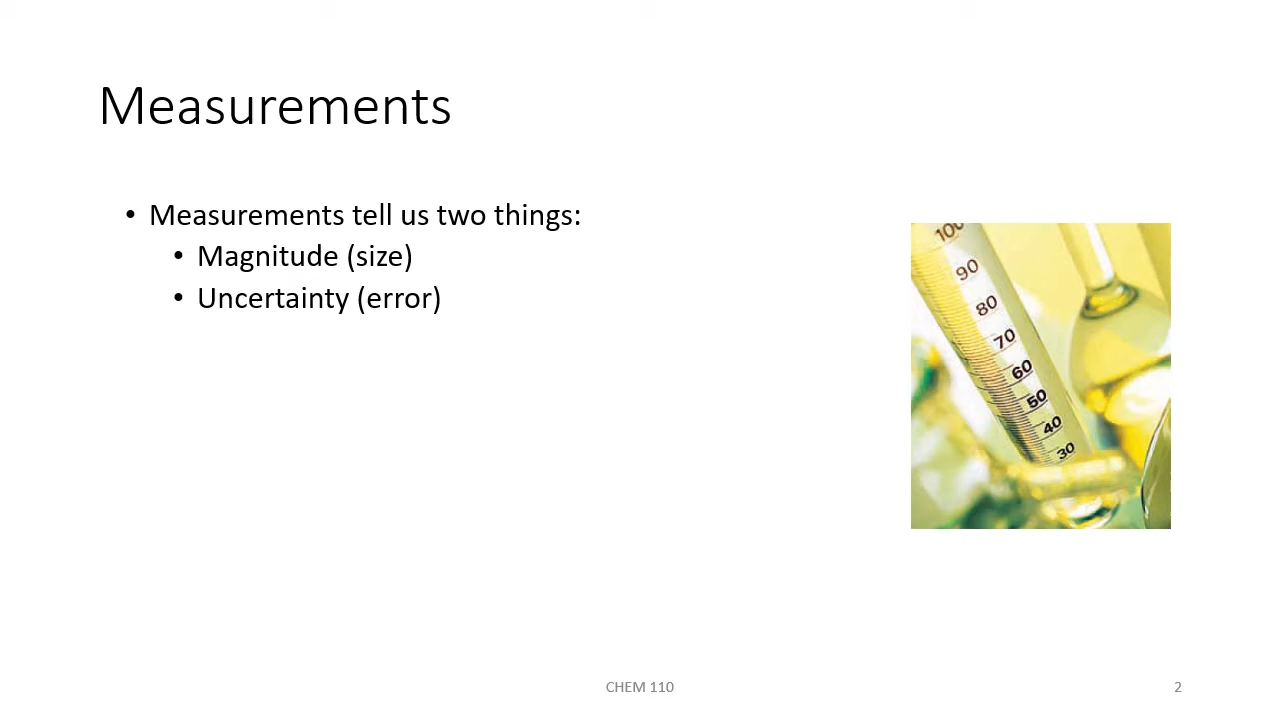 Measurements
• Measurements tell us two things:
• Magnitude (size)
• Uncertainty (error)
100
90
80
70
60
50
40
30
CHEM 110
2